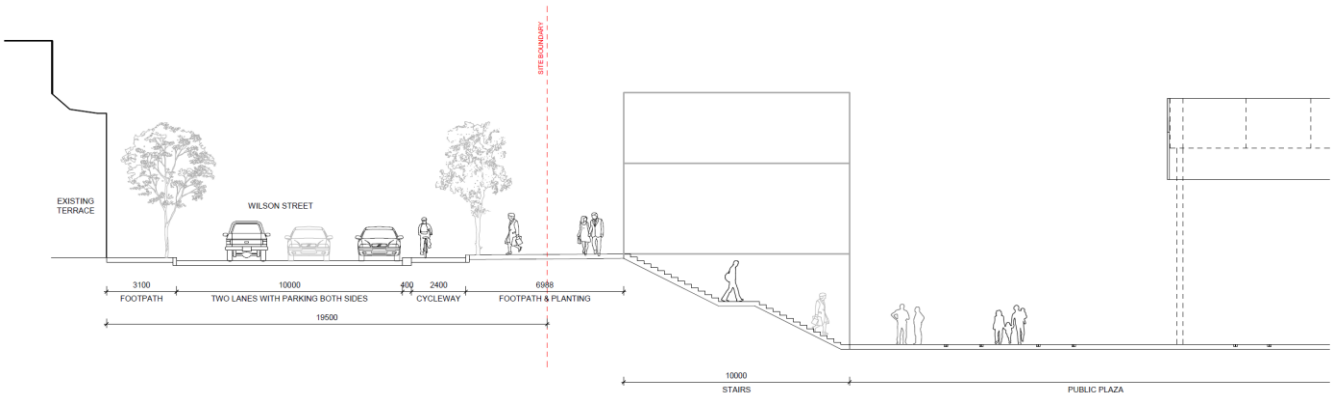 SITE BOUNDARY
EXISTING
TERRACE
WILSON STREET
3100
10000
400
2400
6988
FOOTPATH
TWO LANES WITH PARKING BOTH SIDES
CYCLEWAY
FOOTPATH & PLANTING
19500
10000
STAIRS
PUBLIC PLAZA